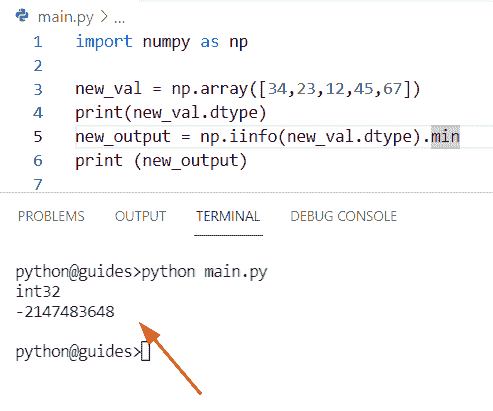 main.py > ...
1 import numpy as np
2
3 new_val = np.array([34,23,12,45,67])
4 print(new_val.dtype)
5 new_output = np.iinfo(new_val.dtype).min
6 print (new_output)
7
PROBLEMS OUTPUT TERMINAL DEBUG CONSOLE
python@guides>python main.py
int32
-2147483648
python@guides>